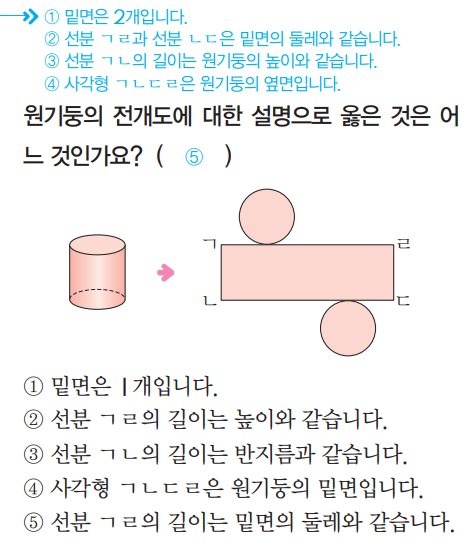 ① 밑면은 2개입니다.
② 선분 ㄱㄹ과 선분 ㄴㄷ은 밑면의 둘레와 같습니다.
③ 선분 ㄱㄴ의 길이는 원기둥의 높이와 같습니다.
④ 사각형 ㄱㄴㄷㄹ은 원기둥의 옆면입니다.
원기둥의 전개도에 대한 설명으로 옳은 것은 어
느 것인가요? ( ⑤ )
ㄱ ㄹ
ㄴ ㄷ
① 밑면은 1개입니다.
② 선분 ㄱㄹ의 길이는 높이와 같습니다.
③ 선분 ㄱㄴ의 길이는 반지름과 같습니다.
④ 사각형 ㄱㄴㄷㄹ은 원기둥의 밑면입니다.
⑤ 선분 ㄱㄹ의 길이는 밑면의 둘레와 같습니다.